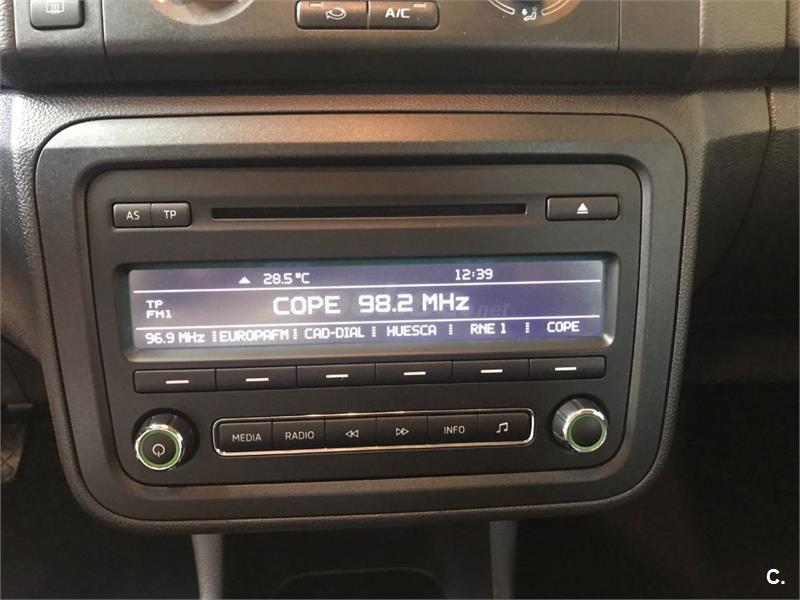 A/C
AS TP
28.5°C 12:39
TP
FM1
COPE 98.2 MHz
96.9 MHz EUROPAFM CAD-DIAL HUESCA RNE 1 COPE
MEDIA RADIO INFO
C.